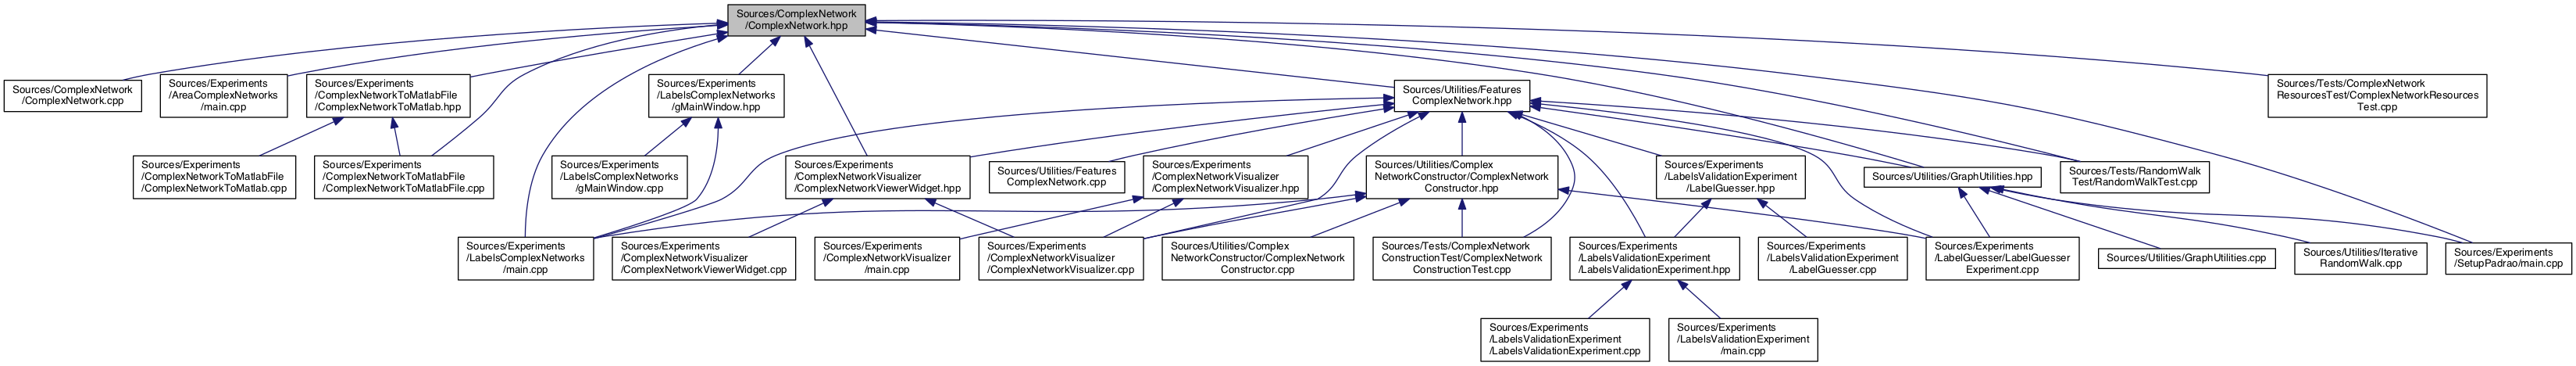 Sources/ComplexNetwork
/ComplexNetwork.hpp
Sources/ComplexNetwork
/ComplexNetwork.cpp
Sources/Experiments
/AreaComplexNetworks
/main.cpp
Sources/Experiments
/ComplexNetworkToMatlabFile
/ComplexNetworkToMatlab.hpp
Sources/Experiments
/LabelsComplexNetworks
/gMainWindow.hpp
Sources/Utilities/Features
ComplexNetwork.hpp
Sources/Tests/ComplexNetwork
ResourcesTest/ComplexNetworkResources
Test.cpp
Sources/Experiments
/ComplexNetworkToMatlabFile
/ComplexNetworkToMatlab.cpp
Sources/Experiments
/ComplexNetworkToMatlabFile
/ComplexNetworkToMatlabFile.cpp
Sources/Experiments
/LabelsComplexNetworks
/gMainWindow.cpp
Sources/Experiments
/ComplexNetworkVisualizer
/ComplexNetworkViewerWidget.hpp
Sources/Utilities/Features
ComplexNetwork.cpp
Sources/Experiments
/ComplexNetworkVisualizer
/ComplexNetworkVisualizer.hpp
Sources/Utilities/Complex
NetworkConstructor/ComplexNetwork
Constructor.hpp
Sources/Experiments
/LabelsValidationExperiment
/LabelGuesser.hpp
Sources/Utilities/GraphUtilities.hpp
Sources/Tests/RandomWalk
Test/RandomWalkTest.cpp
Sources/Experiments
/LabelsComplexNetworks
/main.cpp
Sources/Experiments
/ComplexNetworkVisualizer
/ComplexNetworkViewerWidget.cpp
Sources/Experiments
/ComplexNetworkVisualizer
/main.cpp
Sources/Experiments
/ComplexNetworkVisualizer
/ComplexNetworkVisualizer.cpp
Sources/Utilities/Complex
NetworkConstructor/ComplexNetwork
Constructor.cpp
Sources/Tests/ComplexNetwork
ConstructionTest/ComplexNetwork
ConstructionTest.cpp
Sources/Experiments
/LabelsValidationExperiment
/LabelsValidationExperiment.hpp
Sources/Experiments
/LabelsValidationExperiment
/LabelGuesser.cpp
Sources/Experiments
/LabelGuesser/LabelGuesser
Experiment.cpp
Sources/Utilities/GraphUtilities.cpp
Sources/Utilities/Iterative
RandomWalk.cpp
Sources/Experiments
/SetupPadrao/main.cpp
Sources/Experiments
/LabelsValidationExperiment
/LabelsValidationExperiment.cpp
Sources/Experiments
/LabelsValidationExperiment
/main.cpp